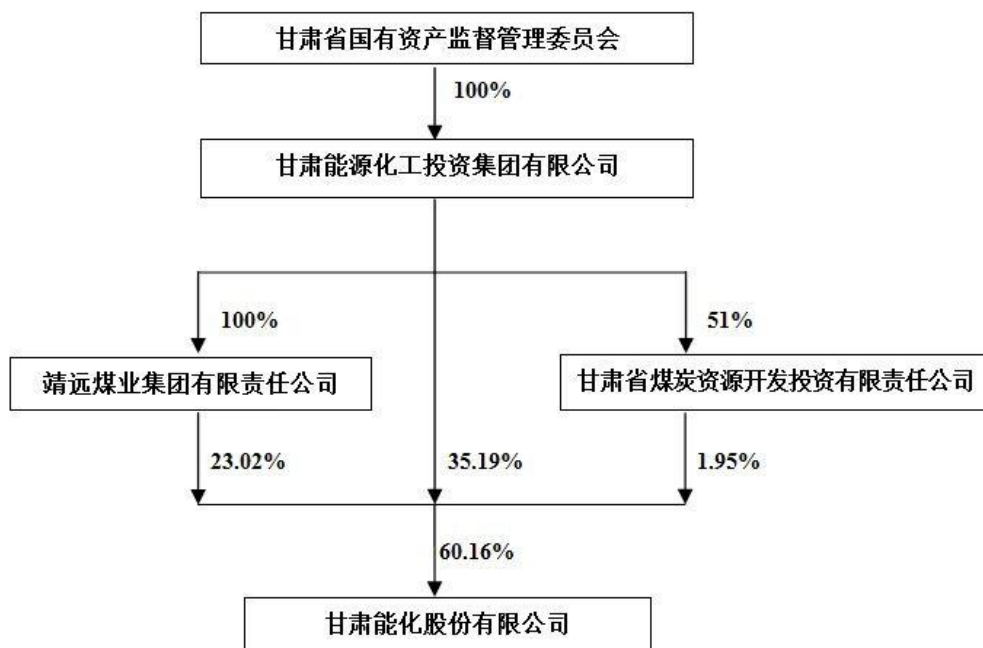 甘肃省国有资产监督管理委员会
100%
甘肃能源化工投资集团有限公司
100%
51%
靖远煤业集团有限责任公司
甘肃省煤炭资源开发投资有限责任公司
23.02%
35.19%
1.95%
60.16%
甘肃能化股份有限公司